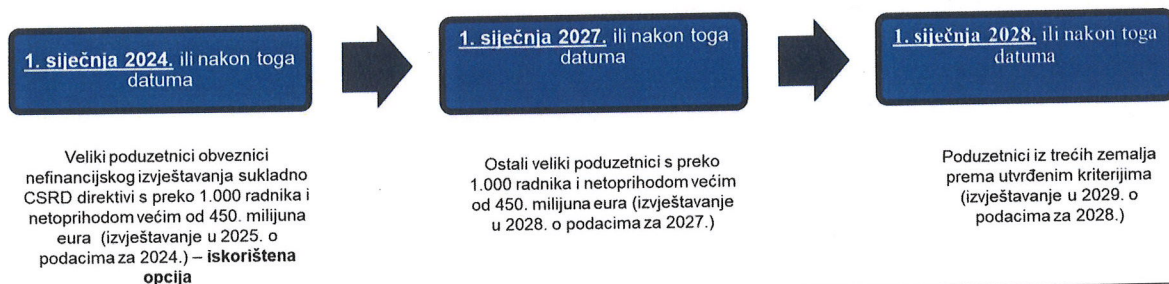 1. siječnja 2024. ili nakon toga
datuma
Veliki poduzetnici obveznici
nefinancijskog izvještavanja sukladno
CSRD direktivi s preko 1.000 radnika i
netoprihodom većim od 450. milijuna
eura (izvještavanje u 2025. o
podacima za 2024.) – iskorištena
opcija
1. siječnja 2027. ili nakon toga
datuma
Ostali veliki poduzetnici s preko
1.000 radnika i netoprihodom većim
od 450. milijuna eura (izvještavanje
u 2028. o podacima za 2027.)
1. siječnja 2028. ili nakon toga
datuma
Poduzetnici iz trećih zemalja
prema utvrđenim kriterijima
(izvještavanje u 2029. o
podacima za 2028.)